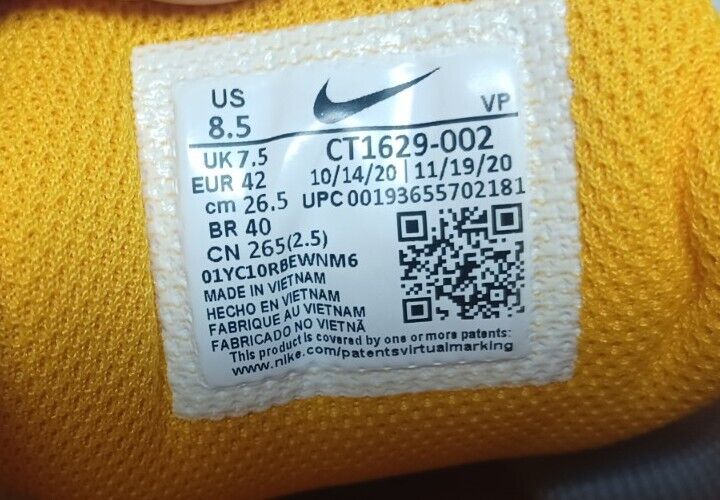 US
8.5
VP
UK 7.5
CT1629-002
EUR 42
10/14/20 | 11/19/20
cm 26.5
UPC 00193655702181
BR 40
CN 265(2.5)
01YC10RBEWNM6
MADE IN VIETNAM
HECHO EN VIETNAM
FABRIQUE AU VIETNAM
FABRICADO NO VIETNÃ
This product is covered by one or more patents:
www.nike.com/patentsvirtualmarking